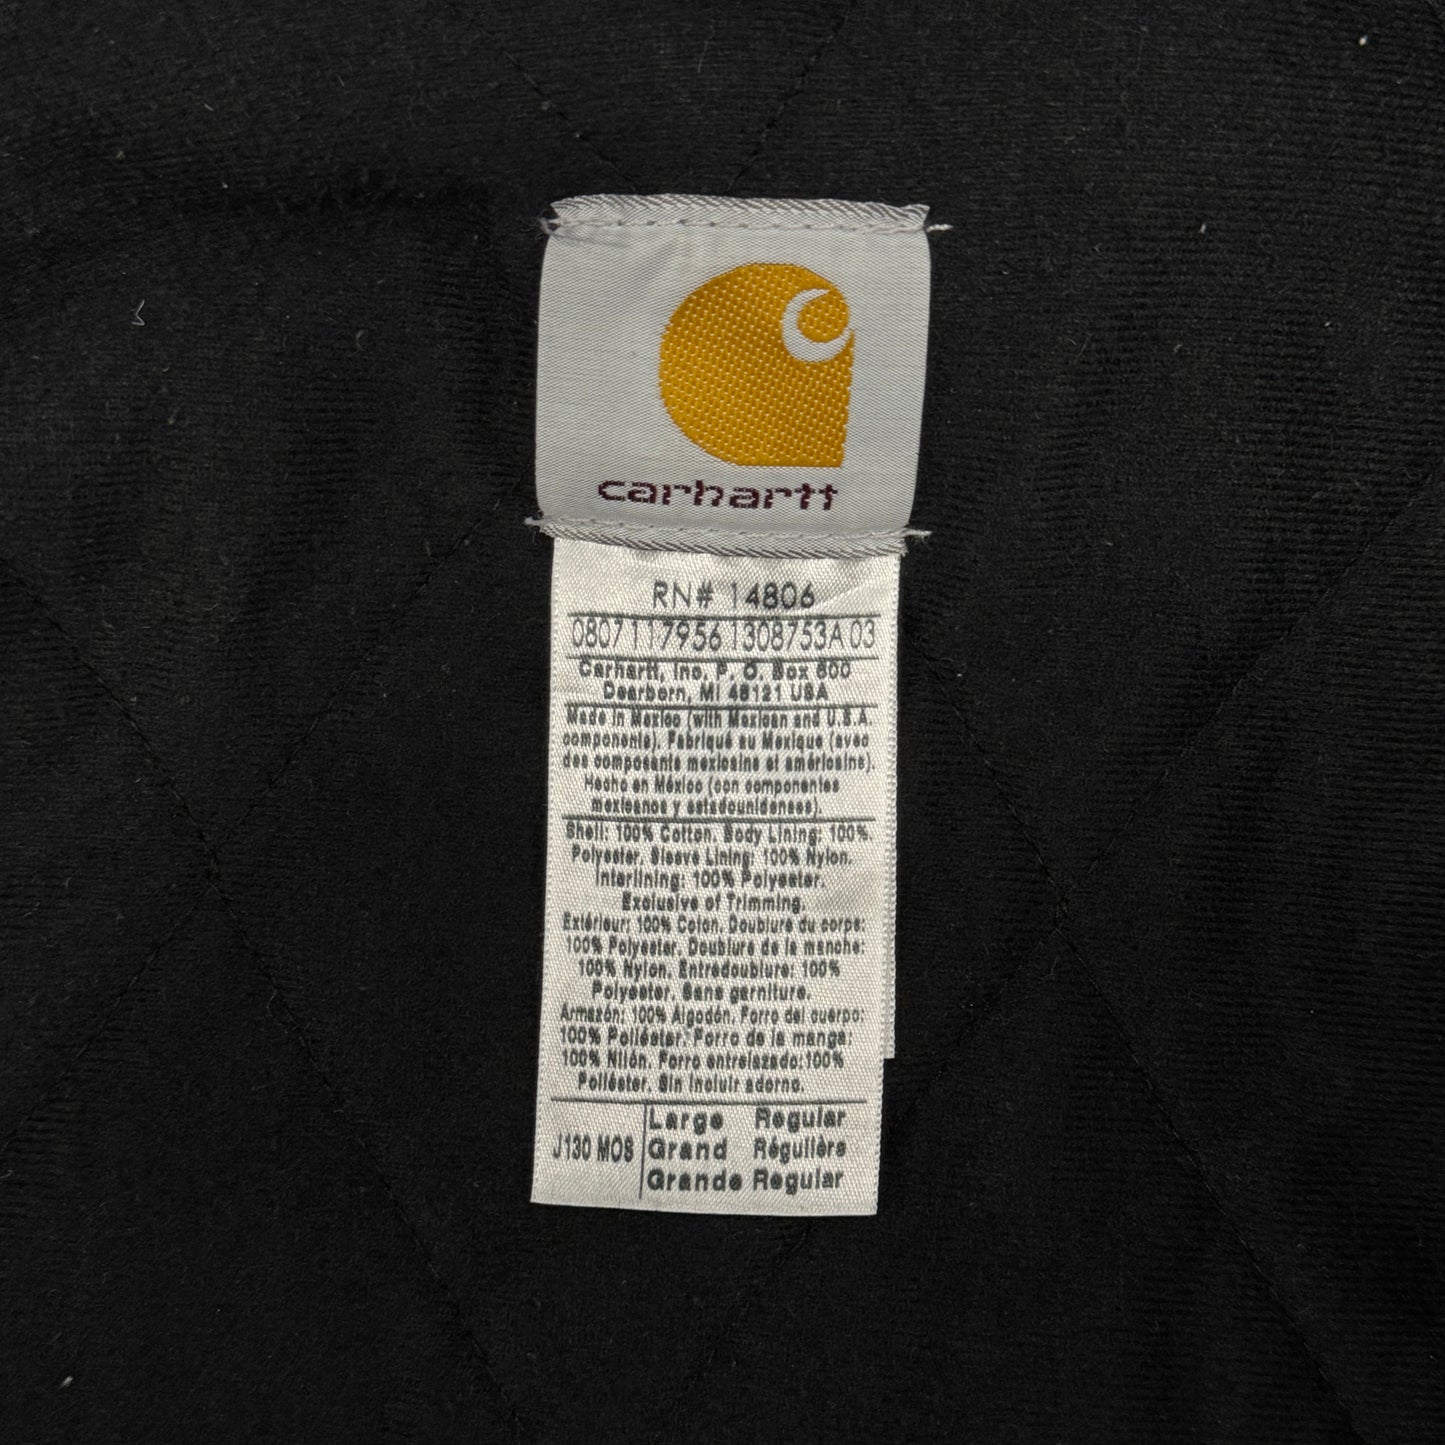 carhartt
RN# 14806
0807117956 1308753A 03
Carhartt, Inc. P. O. Box 600
Dearborn, MI 48121 USA
Made in Mexico (with Mexican and U.S.A.
components). Fabriqué au Mexique (avec
des composants mexicains et américains).
Hecho en México (con componentes
mexicanos y estadounidenses).
Shell: 100% Cotton. Body Lining: 100%
Polyester. Sleeve Lining: 100% Nylon.
Interlining: 100% Polyester.
Exclusive of Trimming.
Extérieur: 100% Coton. Doublure du corps:
100% Polyester. Doublure de la manche:
100% Nylon. Entredoublure: 100%
Polyester. Sans garniture.
Armazón: 100% Algodón. Forro del cuerpo:
100% Poliéster. Forro de la manga:
100% Nilón. Forro entrelazado:100%
Poliéster. Sin incluir adorno.
J130 MOS
Large Regular
Grand Régulière
Grande Regular